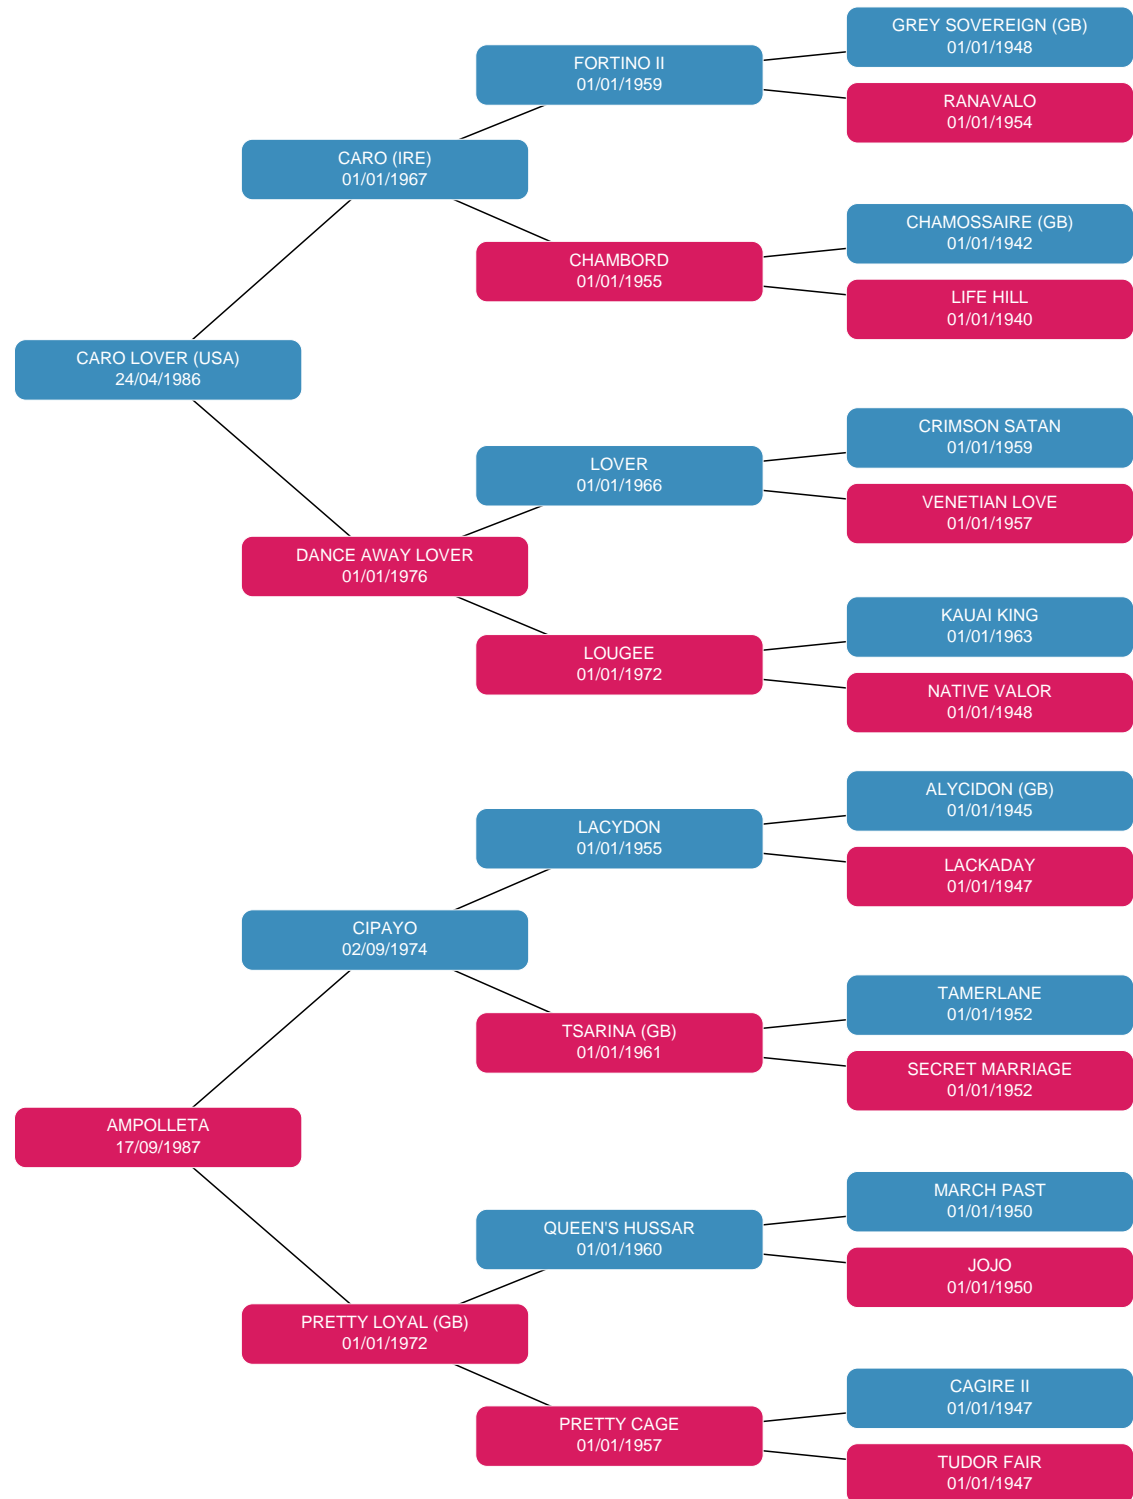 GREY SOVEREIGN (GB)
01/01/1948
FORTINO II
01/01/1959
RANAVALO
01/01/1954
CARO (IRE)
01/01/1967
CHAMOSSAIRE (GB)
01/01/1942
CHAMBORD
01/01/1955
LIFE HILL
01/01/1940
CARO LOVER (USA)
24/04/1986
CRIMSON SATAN
01/01/1959
LOVER
01/01/1966
VENETIAN LOVE
01/01/1957
DANCE AWAY LOVER
01/01/1976
KAUAI KING
01/01/1963
LOUGEE
01/01/1972
NATIVE VALOR
01/01/1948
ALYCIDON (GB)
01/01/1945
LACYDON
01/01/1955
LACKADAY
01/01/1947
CIPAYO
02/09/1974
TAMERLANE
01/01/1952
TSARINA (GB)
01/01/1961
SECRET MARRIAGE
01/01/1952
AMPOLLETA
17/09/1987
MARCH PAST
01/01/1950
QUEEN'S HUSSAR
01/01/1960
JOJO
01/01/1950
PRETTY LOYAL (GB)
01/01/1972
CAGIRE II
01/01/1947
PRETTY CAGE
01/01/1957
TUDOR FAIR
01/01/1947